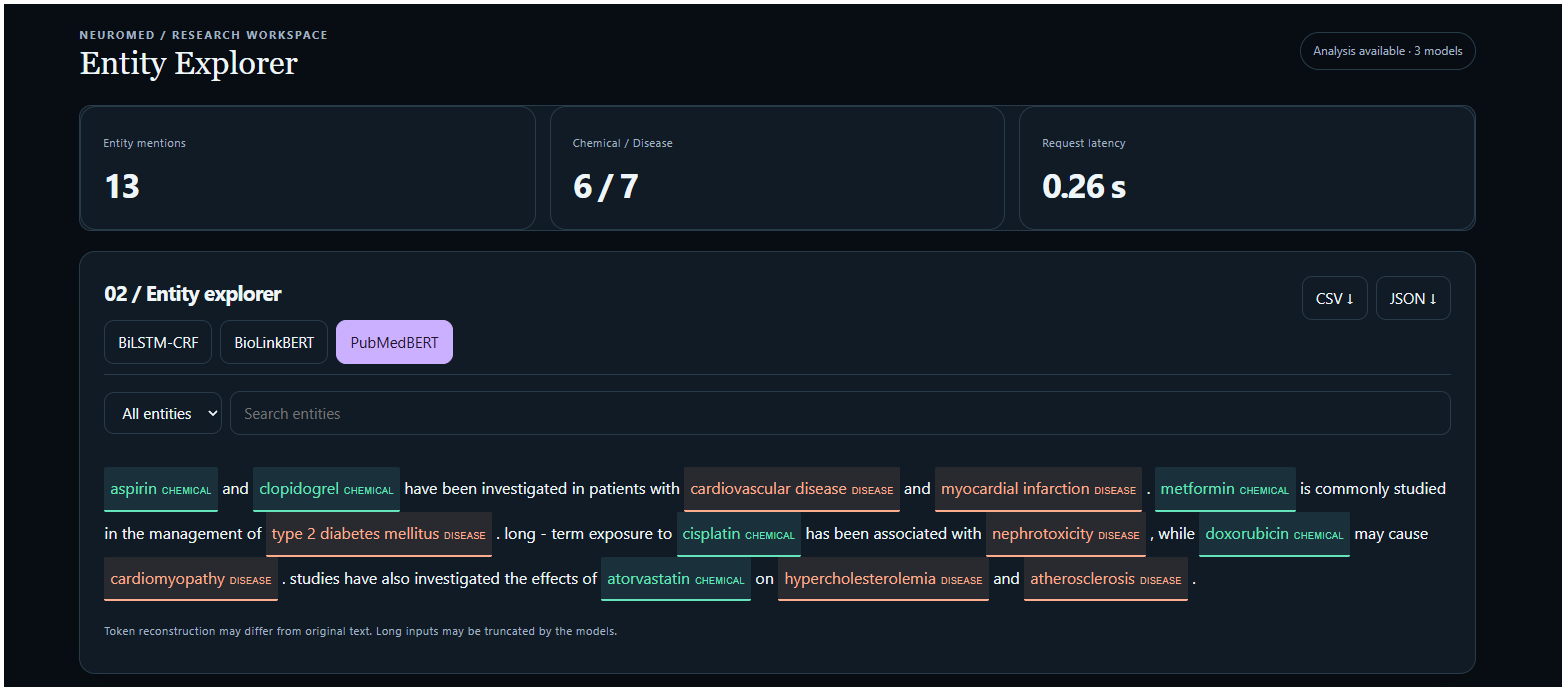 NEUROMED / RESEARCH WORKSPACE
Entity Explorer
Analysis available · 3 models
Entity mentions
13
Chemical / Disease
6 / 7
Request latency
0.26 s
02 / Entity explorer
CSV ↓
JSON ↓
BiLSTM-CRF
BioLinkBERT
PubMedBERT
All entities
Search entities
aspirin CHEMICAL and clopidogrel CHEMICAL have been investigated in patients with cardiovascular disease DISEASE and myocardial infarction DISEASE . metformin CHEMICAL is commonly studied
in the management of type 2 diabetes mellitus DISEASE . long - term exposure to cisplatin CHEMICAL has been associated with nephrotoxicity DISEASE , while doxorubicin CHEMICAL may cause
cardiomyopathy DISEASE . studies have also investigated the effects of atorvastatin CHEMICAL on hypercholesterolemia DISEASE and atherosclerosis DISEASE .
Token reconstruction may differ from original text. Long inputs may be truncated by the models.